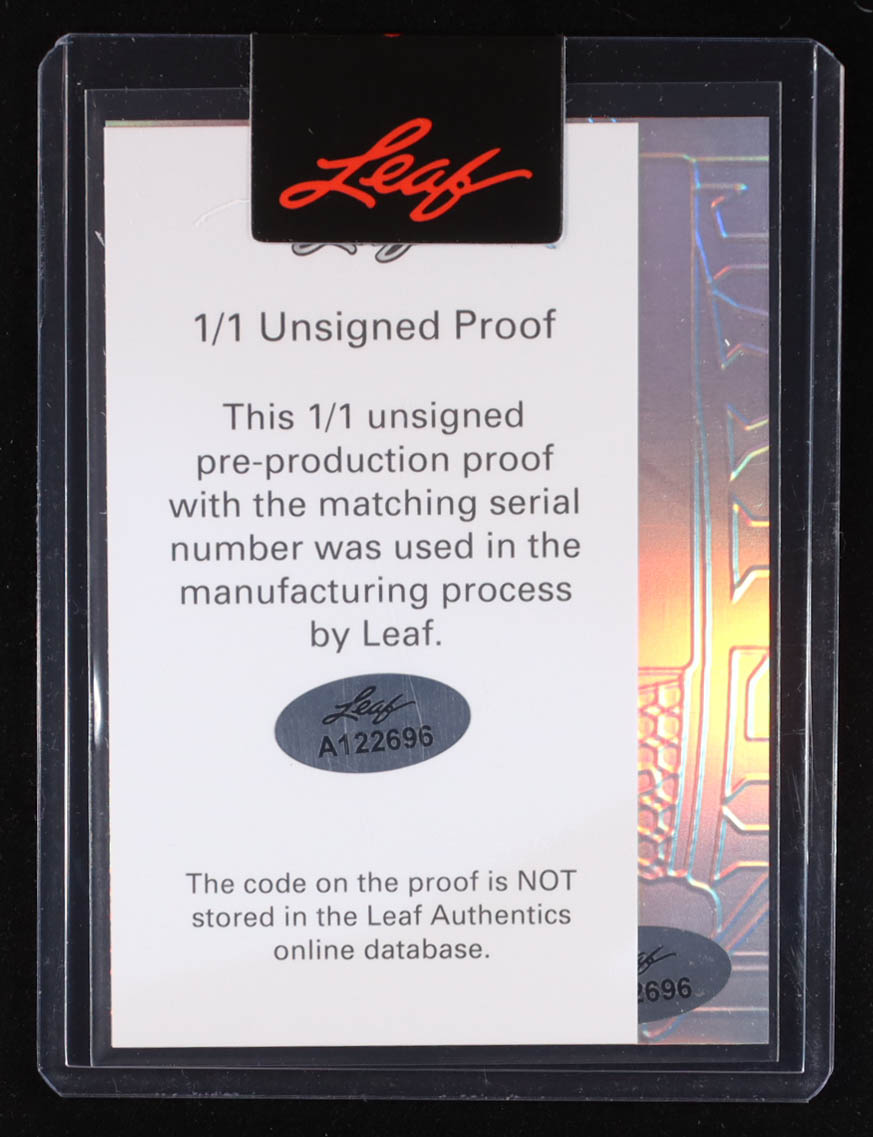 Leaf
1/1 Unsigned Proof
This 1/1 unsigned
pre-production proof
with the matching serial
number was used in the
manufacturing process
by Leaf.
Leaf
A122696
The code on the proof is NOT
stored in the Leaf Authentics
online database.
2696